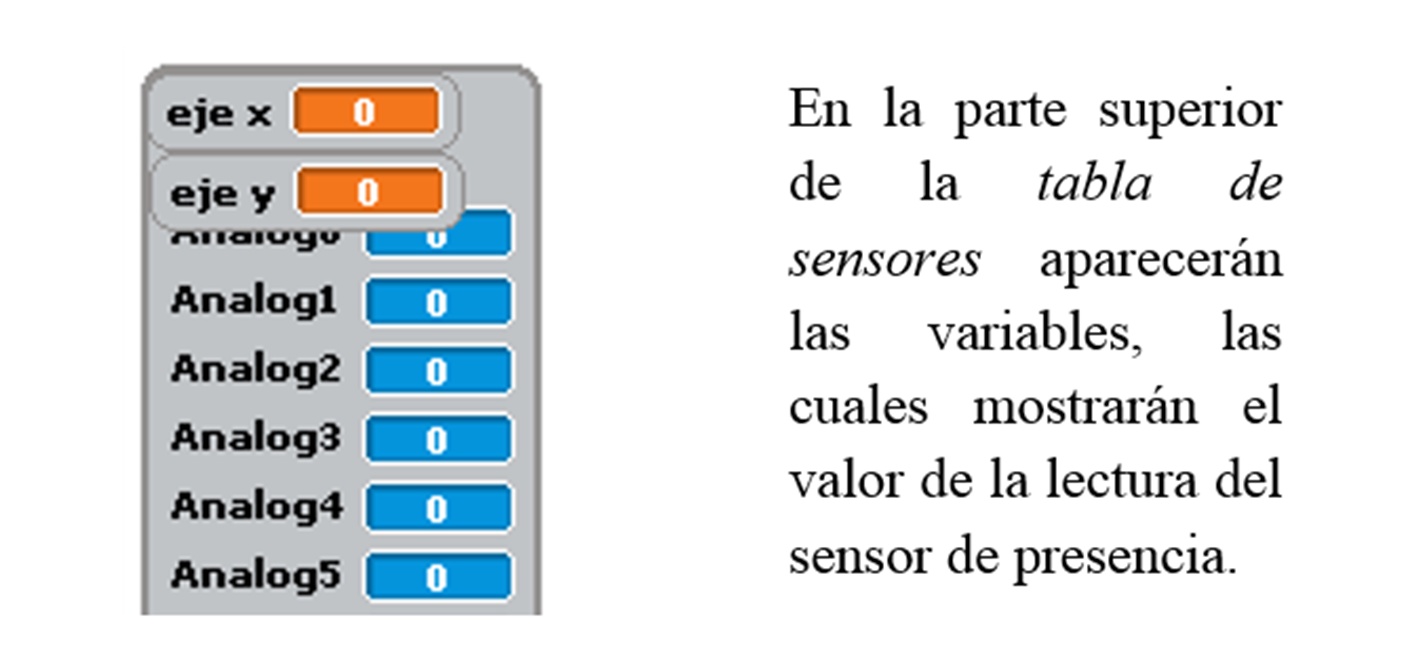 eje x 0
eje y 0
Analog0 0
Analog1 0
Analog2 0
Analog3 0
Analog4 0
Analog5 0
En la parte superior
de la tabla de
sensores aparecerán
las variables, las
cuales mostrarán el
valor de la lectura del
sensor de presencia.